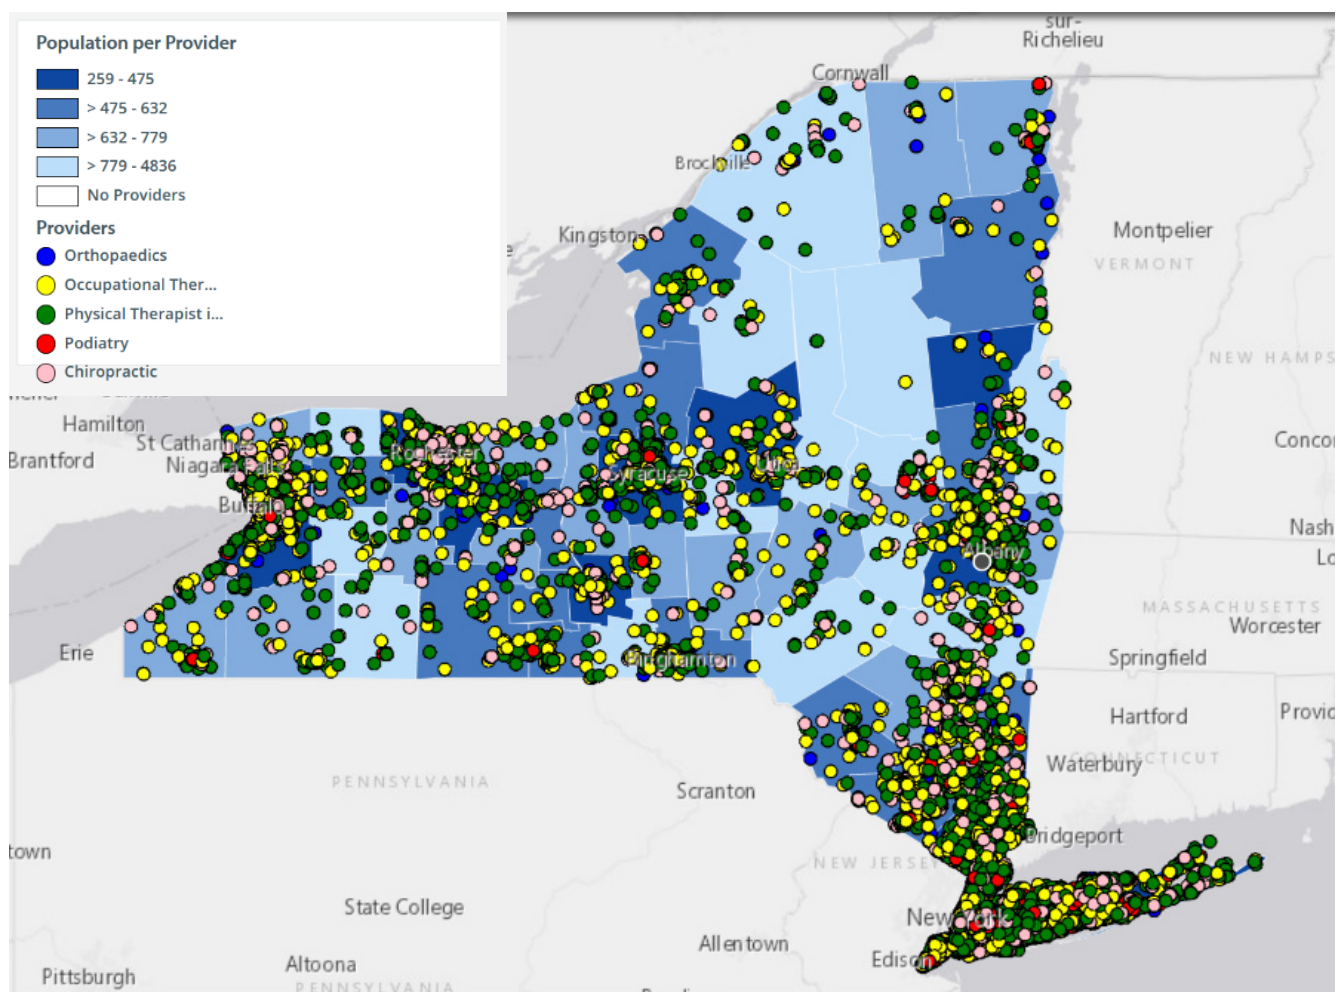 Population per Provider
259 - 475
> 475 - 632
> 632 - 779
> 779 - 4836
No Providers
Providers
Orthopaedics
Occupational Ther...
Physical Therapist i...
Podiatry
Chiropractic
sur-
Richelieu
Cornwall
Brockville
Kingston
Montpelier
VERMONT
NEW HAMPS
Hamilton
St Catharines
Niagara Falls
Brantford
Buffalo
Rochester
Syracuse
Utica
Concor
Nash
Lo
Albany
MASSACHUSETTS
Worcester
Erie
Binghamton
Springfield
Hartford
Provid
PENNSYLVANIA
Scranton
Waterbury
CONNECTICUT
Bridgeport
town
NEW JERSEY
State College
New York
Allentown
Edison
Altoona
Pittsburgh
PENNSYLVANIA